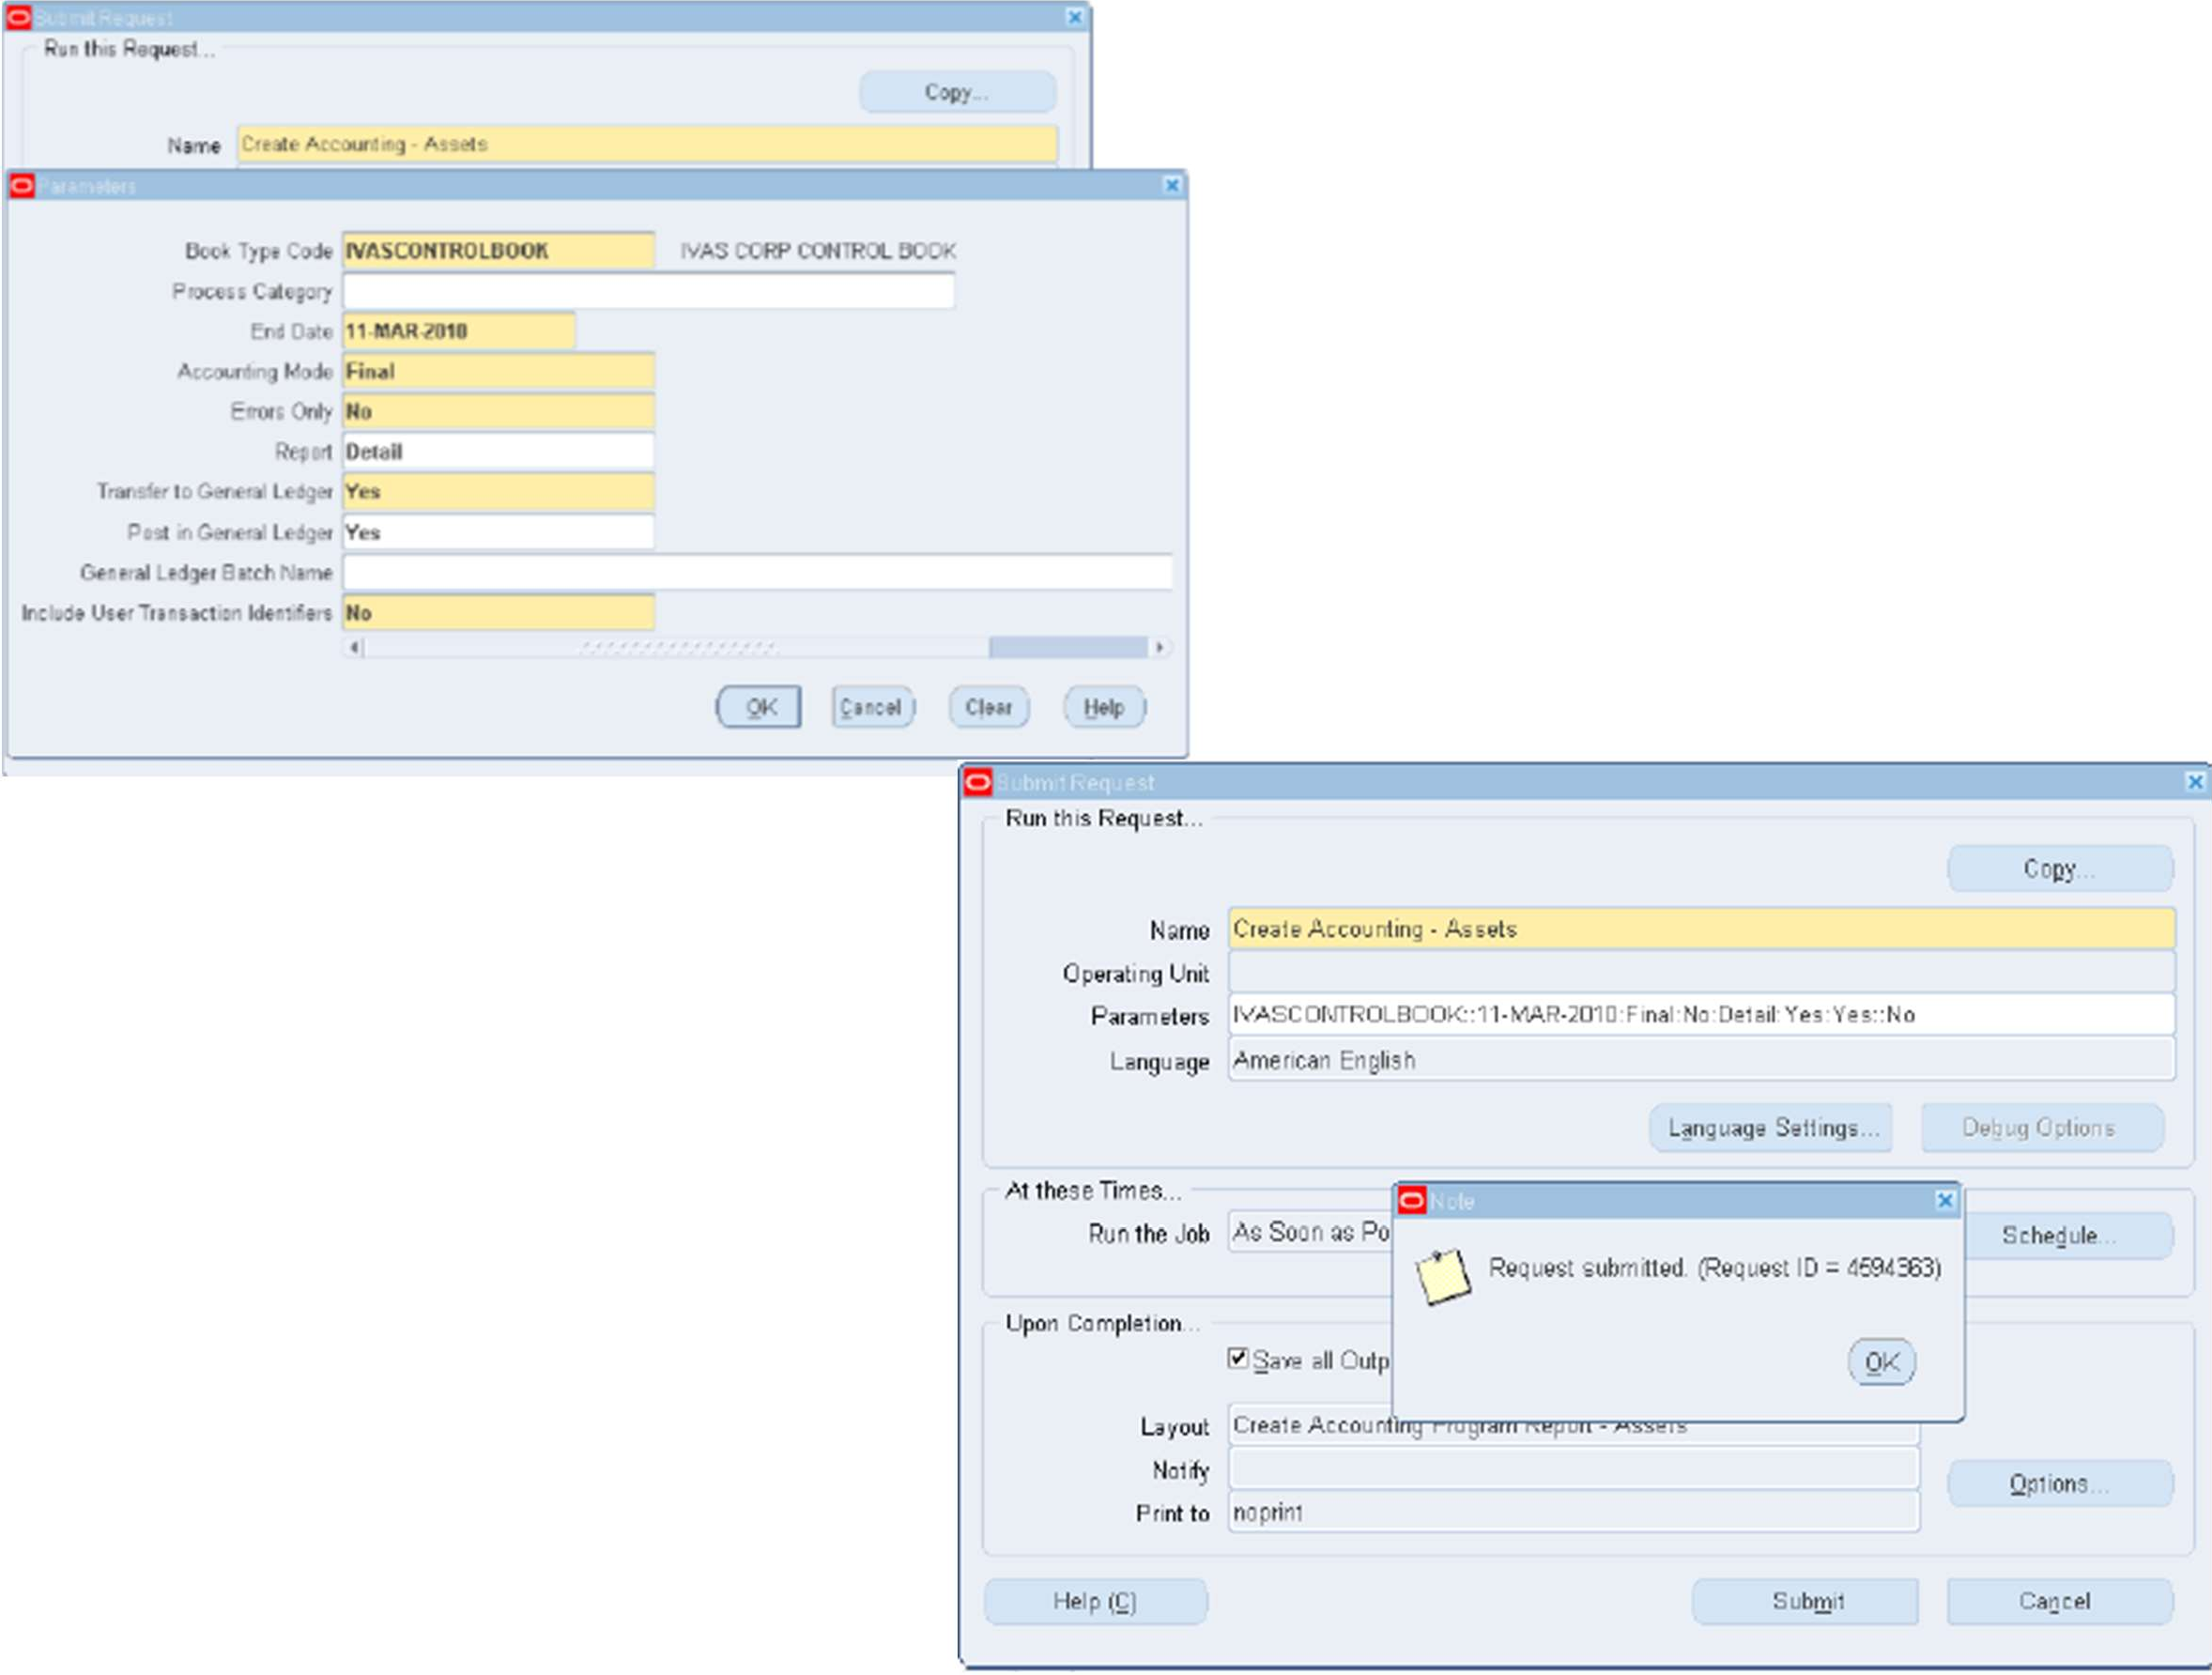 Submit Request
Run this Request...
Copy...
Name Create Accounting - Assets
Parameters
Book Type Code IVASCONTROLBOOK IVAS CORP CONTROL BOOK
Process Category
End Date 11-MAR-2010
Accounting Mode Final
Errors Only No
Report Detail
Transfer to General Ledger Yes
Post in General Ledger Yes
General Ledger Batch Name
Include User Transaction Identifiers No
OK Cancel Clear Help
Submit Request
Run this Request...
Copy...
Name Create Accounting - Assets
Operating Unit
Parameters IVASCONTROLBOOK::11-MAR-2010:Final:No:Detail:Yes:Yes::No
Language American English
Language Settings... Debug Options
At these Times...
Run the Job As Soon as Po
Schedule...
Note
Request submitted. (Request ID = 4694363)
OK
Upon Completion...
Save all Outp
Layout Create Accounting Program Report - Assets
Notify
Options...
Print to noprint
Help (C) Submit Cancel